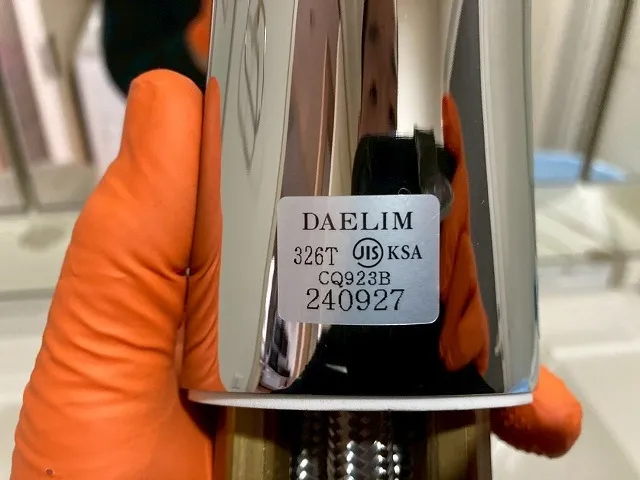 DAELIM
326T JIS KSA
CQ923B
240927